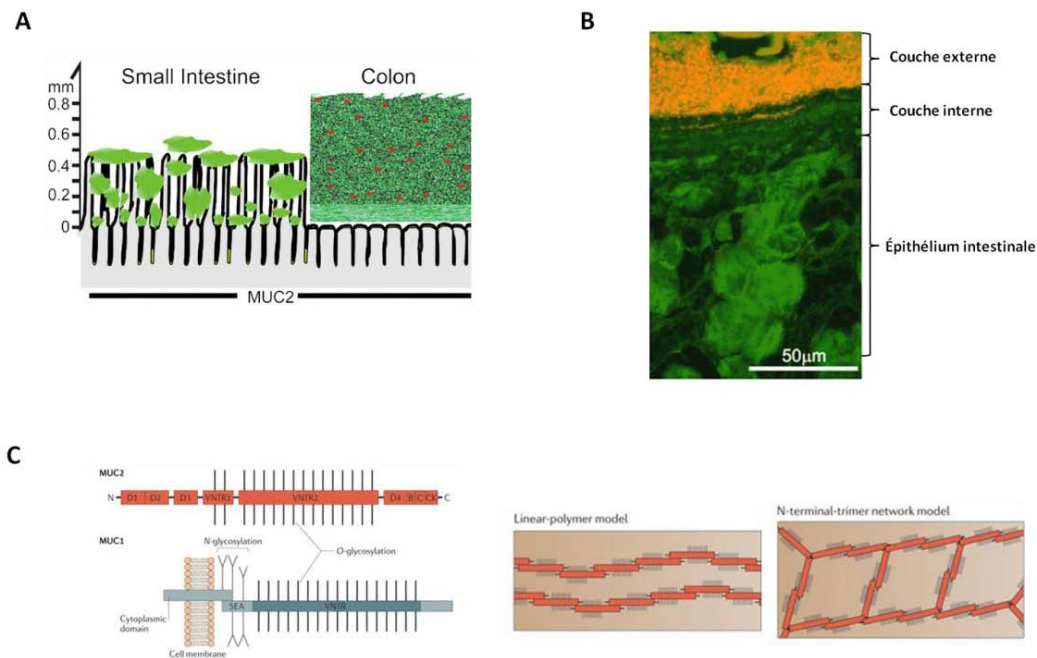 A
mm
0.8
0.6
0.4
0.2
0
Small Intestine
Colon
MUC2
B
Couche externe
Couche interne
Épithélium intestinale
50µm
C
MUC2
N
D1
D2
D3
VNTR1
VNTR2
D4
B
C
CK
C
MUC1
N-glycosylation
O-glycosylation
SEA
VNTR
Cytoplasmic
domain
Cell membrane
Linear-polymer model
N-terminal-trimer network model